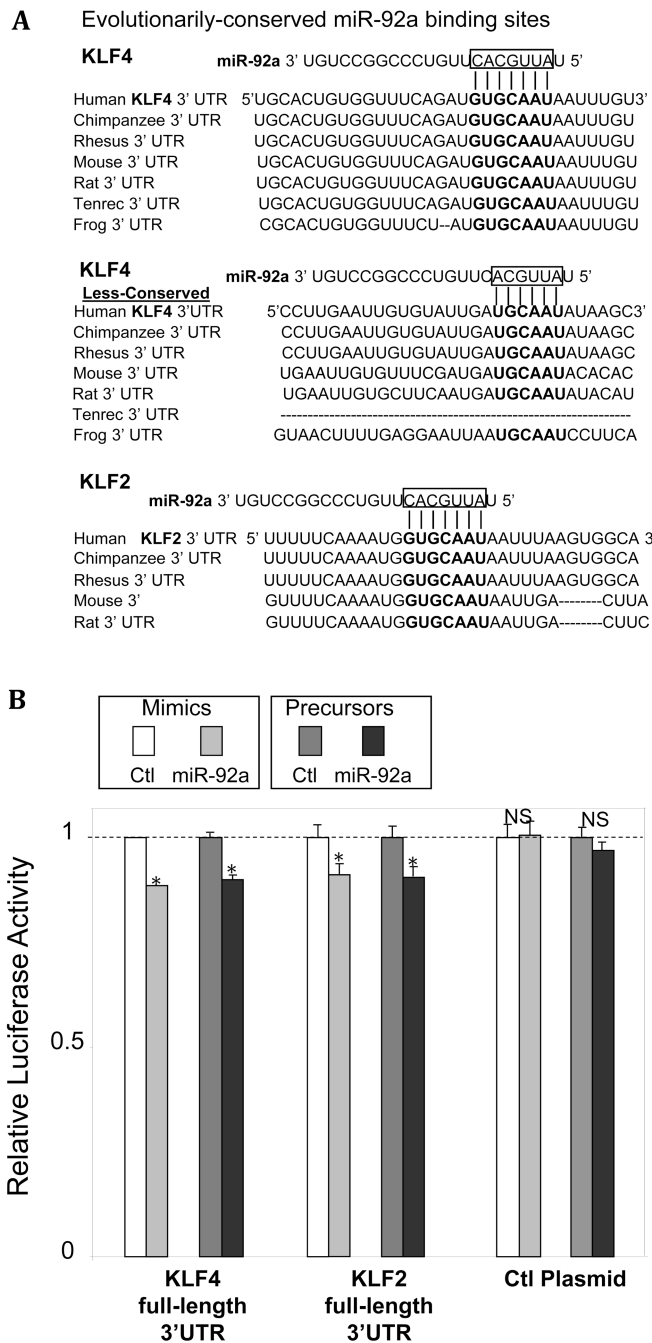 A Evolutionarily-conserved miR-92a binding sites
KLF4
miR-92a 3’ UGUCCGGCCCUGUUCACGUUAU 5’
Human KLF4 3’ UTR 5’UGCACUGUGGUUUCAGAUGUGCAAUAAUUUGU3’
Chimpanzee 3’ UTR UGCACUGUGGUUUCAGAUGUGCAAUAAUUUGU
Rhesus 3’ UTR UGCACUGUGGUUUCAGAUGUGCAAUAAUUUGU
Mouse 3’ UTR UGCACUGUGGUUUCAGAUGUGCAAUAAUUUGU
Rat 3’ UTR UGCACUGUGGUUUCAGAUGUGCAAUAAUUUGU
Tenrec 3’ UTR UGCACUGUGGUUUCAGAUGUGCAAUAAUUUGU
Frog 3’ UTR CGCACUGUGGUUUCU--AUGUGCAAUAAUUUGU
KLF4
miR-92a 3’ UGUCCGGCCCUGUUCACGUUAU 5’
Less-Conserved
Human KLF4 3’UTR 5’CCUUGAAUUGUGUAUUGAUGCAAUAUAAGC3’
Chimpanzee 3’ UTR CCUUGAAUUGUGUAUUGAUGCAAUAUAAGC
Rhesus 3’ UTR CCUUGAAUUGUGUAUUGAUGCAAUAUAAGC
Mouse 3’ UTR UGAAUUGUGUUUCGAUGAUGCAAUACACAC
Rat 3’ UTR UGAAUUGUGCUUCAAUGAUGCAAUAUACAU
Tenrec 3’ UTR ------------------------------------------------------------------
Frog 3’ UTR GUAACUUUUGAGGAAUUAAUGCAAUCCUUCA
KLF2
miR-92a 3’ UGUCCGGCCCUGUUCACGUUAU 5’
Human KLF2 3’ UTR 5’ UUUUUCAAAAUGGUGCAAUAAUUUAAGUGGCA 3
Chimpanzee 3’ UTR UUUUUCAAAAUGGUGCAAUAAUUUAAGUGGCA
Rhesus 3’ UTR UUUUUCAAAAUGGUGCAAUAAUUUAAGUGGCA
Mouse 3’ GUUUUCAAAAUGGUGCAAUAAUUGA--------CUUA
Rat 3’ UTR GUUUUCAAAAUGGUGCAAUAAUUGA--------CUUC
B
Mimics
Ctl miR-92a
Precursors
Ctl miR-92a
Relative Luciferase Activity
1
0.5
0
* * * * NS NS
KLF4
full-length
3’UTR
KLF2
full-length
3’UTR
Ctl Plasmid